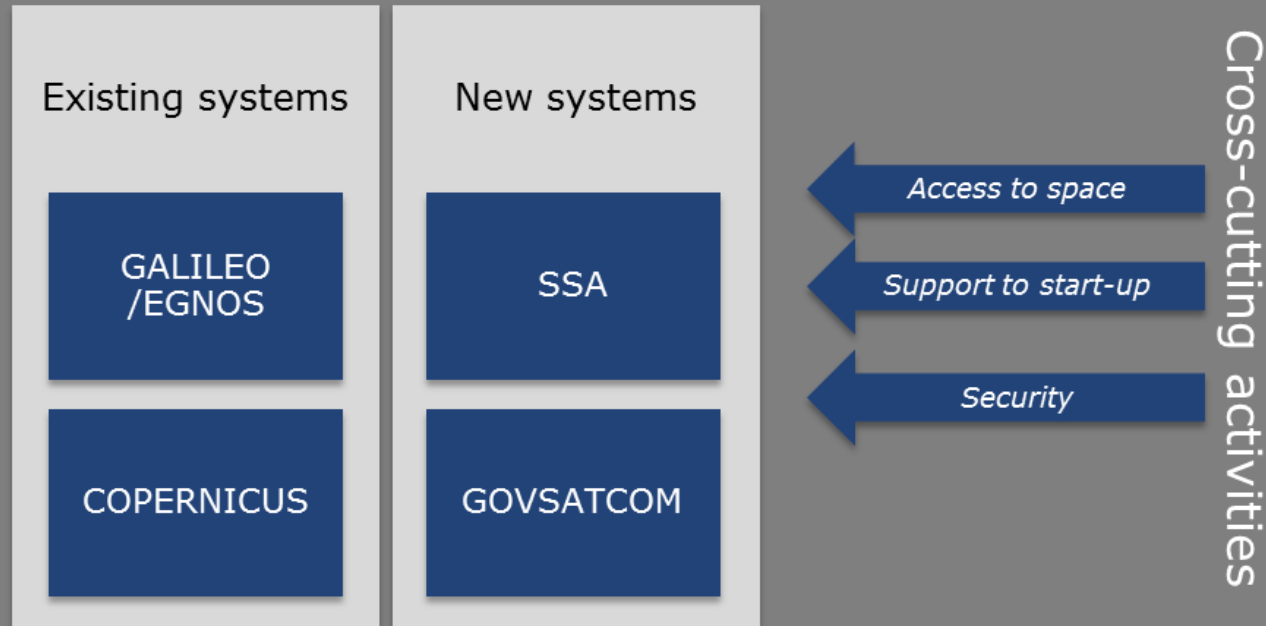 Existing systems
GALILEO
/EGNOS
COPERNICUS
New systems
SSA
GOVSATCOM
Access to space
Support to start-up
Security
Cross-cutting activities